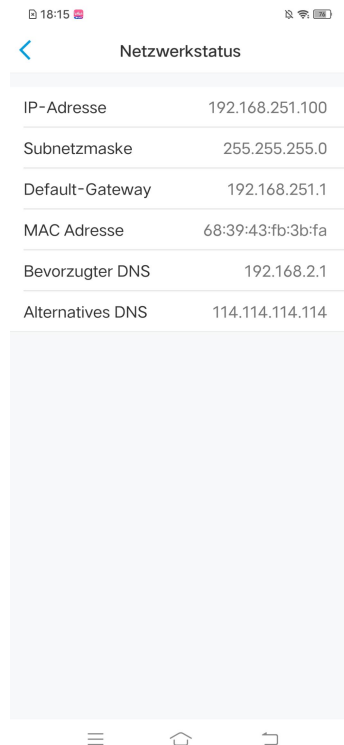 18:15
Netzwerkstatus
IP-Adresse 192.168.251.100
Subnetzmaske 255.255.255.0
Default-Gateway 192.168.251.1
MAC Adresse 68:39:43:fb:3b:fa
Bevorzugter DNS 192.168.2.1
Alternatives DNS 114.114.114.114